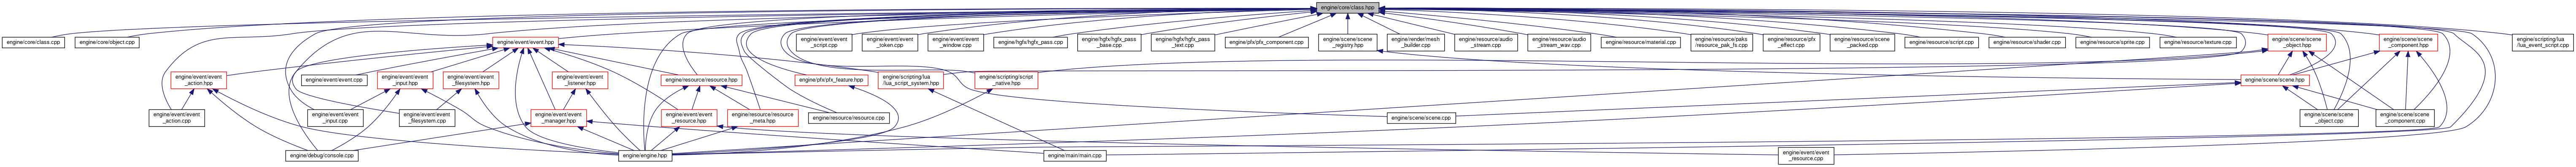 engine/core/class.hpp
engine/core/class.cpp
engine/core/object.cpp
engine/event/event.hpp
engine/event/event
_script.cpp
engine/event/event
_token.cpp
engine/event/event
_window.cpp
engine/hgfx/hgfx_pass.cpp
engine/hgfx/hgfx_pass
_base.cpp
engine/hgfx/hgfx_pass
_text.cpp
engine/pfx/pfx_component.cpp
engine/scene/scene
_registry.hpp
engine/render/mesh
_builder.cpp
engine/resource/audio
_stream.cpp
engine/resource/audio
_stream_wav.cpp
engine/resource/material.cpp
engine/resource/paks
/resource_pak_fs.cpp
engine/resource/pfx
_effect.cpp
engine/resource/scene
_packed.cpp
engine/resource/script.cpp
engine/resource/shader.cpp
engine/resource/sprite.cpp
engine/resource/texture.cpp
engine/scene/scene
_object.hpp
engine/scene/scene
_component.hpp
engine/scripting/lua
/lua_event_script.cpp
engine/event/event
_action.hpp
engine/event/event.cpp
engine/event/event
_input.hpp
engine/event/event
_filesystem.hpp
engine/event/event
_listener.hpp
engine/resource/resource.hpp
engine/pfx/pfx_feature.hpp
engine/scripting/lua
/lua_script_system.hpp
engine/scripting/script
_native.hpp
engine/scene/scene.hpp
engine/event/event
_action.cpp
engine/event/event
_input.cpp
engine/event/event
_filesystem.cpp
engine/event/event
_manager.hpp
engine/event/event
_resource.hpp
engine/resource/resource
_meta.hpp
engine/resource/resource.cpp
engine/scene/scene.cpp
engine/scene/scene
_object.cpp
engine/scene/scene
_component.cpp
engine/debug/console.cpp
engine/engine.hpp
engine/main/main.cpp
engine/event/event
_resource.cpp